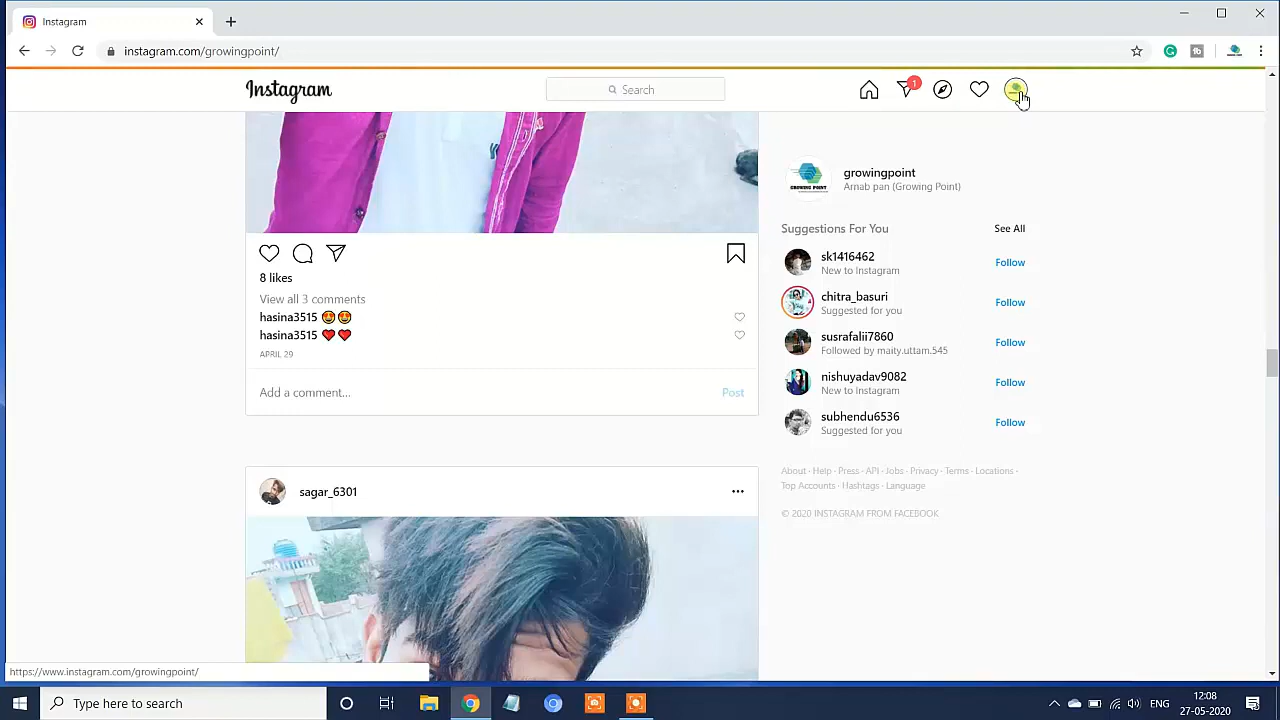 Instagram
instagram.com/growingpoint/
Instagram
Search
1
growingpoint
GROWING POINT
Arnab pan (Growing Point)
Suggestions For You
See All
sk1416462
New to Instagram
Follow
chitra_basuri
Suggested for you
Follow
susrafalii7860
Followed by maity.uttam.545
Follow
nishuyadav9082
New to Instagram
Follow
subhendu6536
Suggested for you
Follow
About · Help · Press · API · Jobs · Privacy · Terms · Locations ·
Top Accounts · Hashtags · Language
© 2020 INSTAGRAM FROM FACEBOOK
8 likes
View all 3 comments
hasina3515 😍😍
hasina3515 ❤️❤️
APRIL 29
Add a comment...
Post
sagar_6301
https://www.instagram.com/growingpoint/
Type here to search
ENG
12:08
27-05-2020